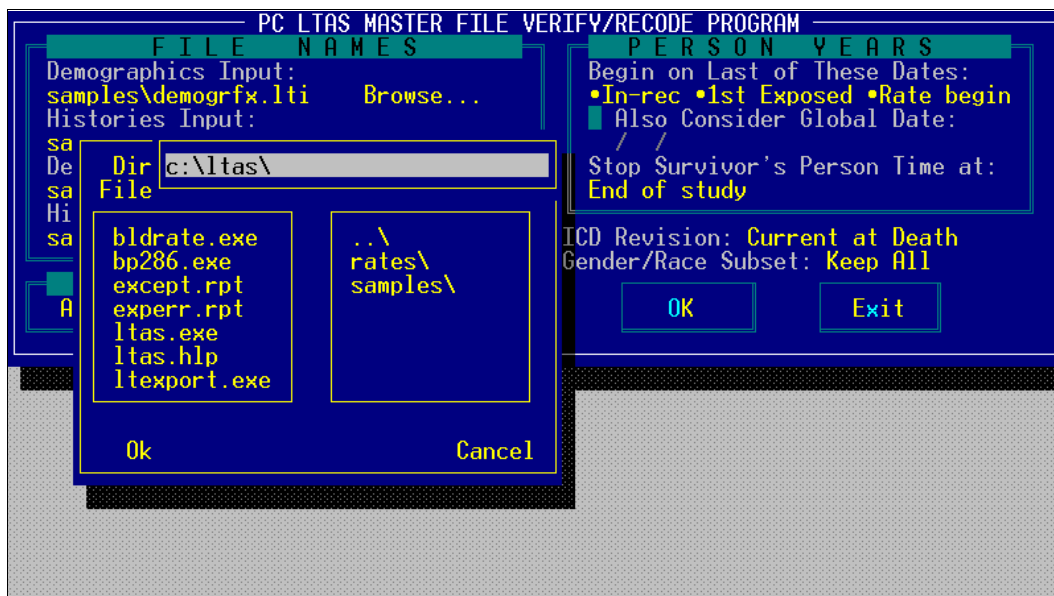 PC LTAS MASTER FILE VERIFY/RECODE PROGRAM
F I L E   N A M E S
Demographics Input:
samples\demogrfx.lti   Browse...
Histories Input:
sa
De
sa
Hi
sa
A
Dir c:\ltas\
File
bldrate.exe
bp286.exe
except.rpt
experr.rpt
ltas.exe
ltas.hlp
ltexport.exe
..\
rates\
samples\
Ok   Cancel
P E R S O N   Y E A R S
Begin on Last of These Dates:
•In-rec •1st Exposed •Rate begin
Also Consider Global Date:
/ /
Stop Survivor's Person Time at:
End of study
ICD Revision: Current at Death
Gender/Race Subset: Keep All
OK   Exit